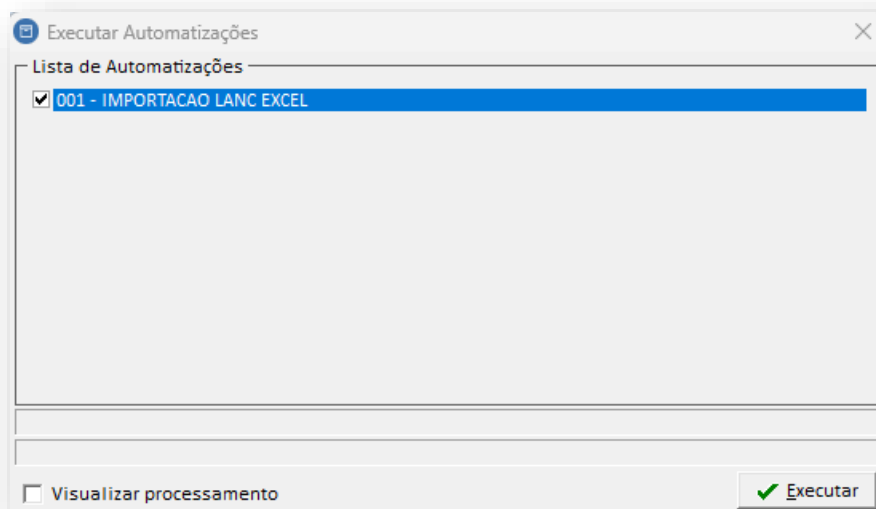 Executar Automatizações
Lista de Automatizações
001 - IMPORTACAO LANC EXCEL
Visualizar processamento
Executar